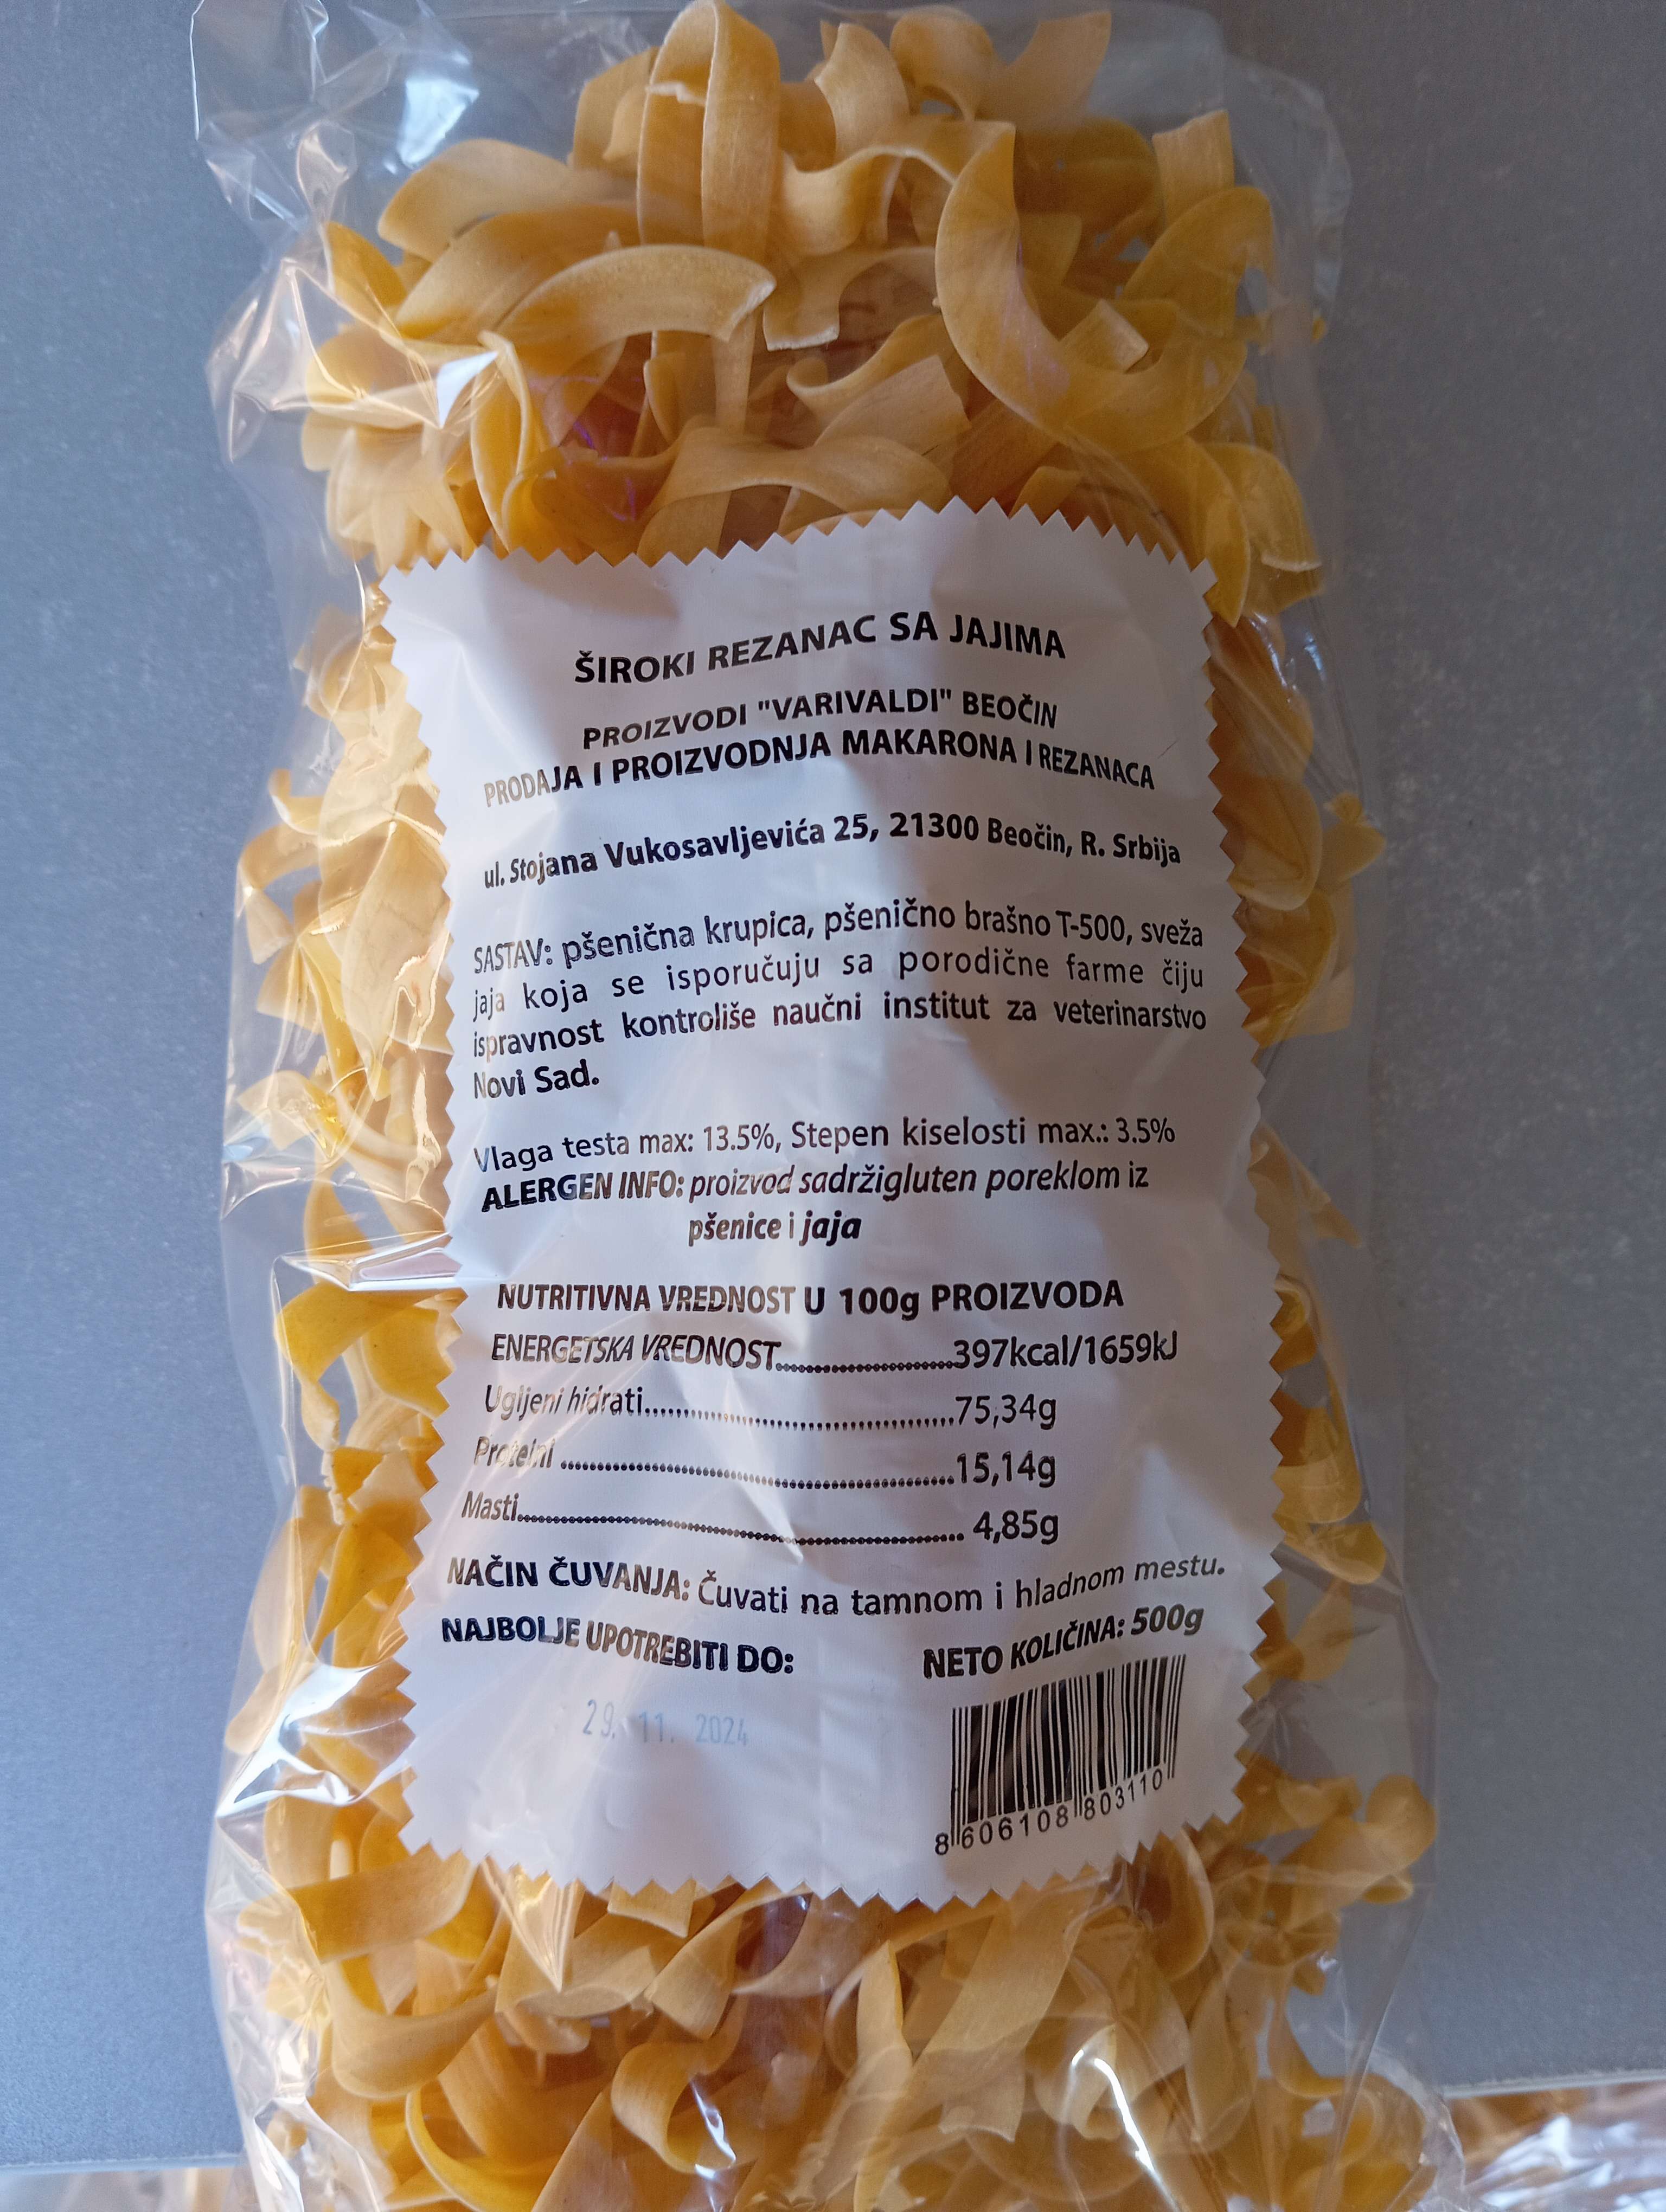 ŠIROKI REZANAC SA JAJIMA
PROIZVODI "VARIVALDI" BEOČIN
PRODAJA I PROIZVODNJA MAKARONA I REZANACA
ul. Stojana Vukosavljevića 25, 21300 Beočin, R. Srbija
SASTAV: pšenična krupica, pšenično brašno T-500, sveža
jaja koja se isporučuju sa porodične farme čiju
ispravnost kontroliše naučni institut za veterinarstvo
Novi Sad.
Vlaga testa max: 13.5%, Stepen kiselosti max.: 3.5%
ALERGEN INFO: proizvod sadržigluten poreklom iz
pšenice i jaja
NUTRITIVNA VREDNOST U 100g PROIZVODA
ENERGETSKA VREDNOST....................397kcal/1659kJ
Ugljeni hidrati....................75,34g
Proteini ....................15,14g
Masti.................... 4,85g
NAČIN ČUVANJA: Čuvati na tamnom i hladnom mestu.
NAJBOLJE UPOTREBITI DO: NETO KOLIČINA: 500g
29. 11. 2024
8 606108 803110